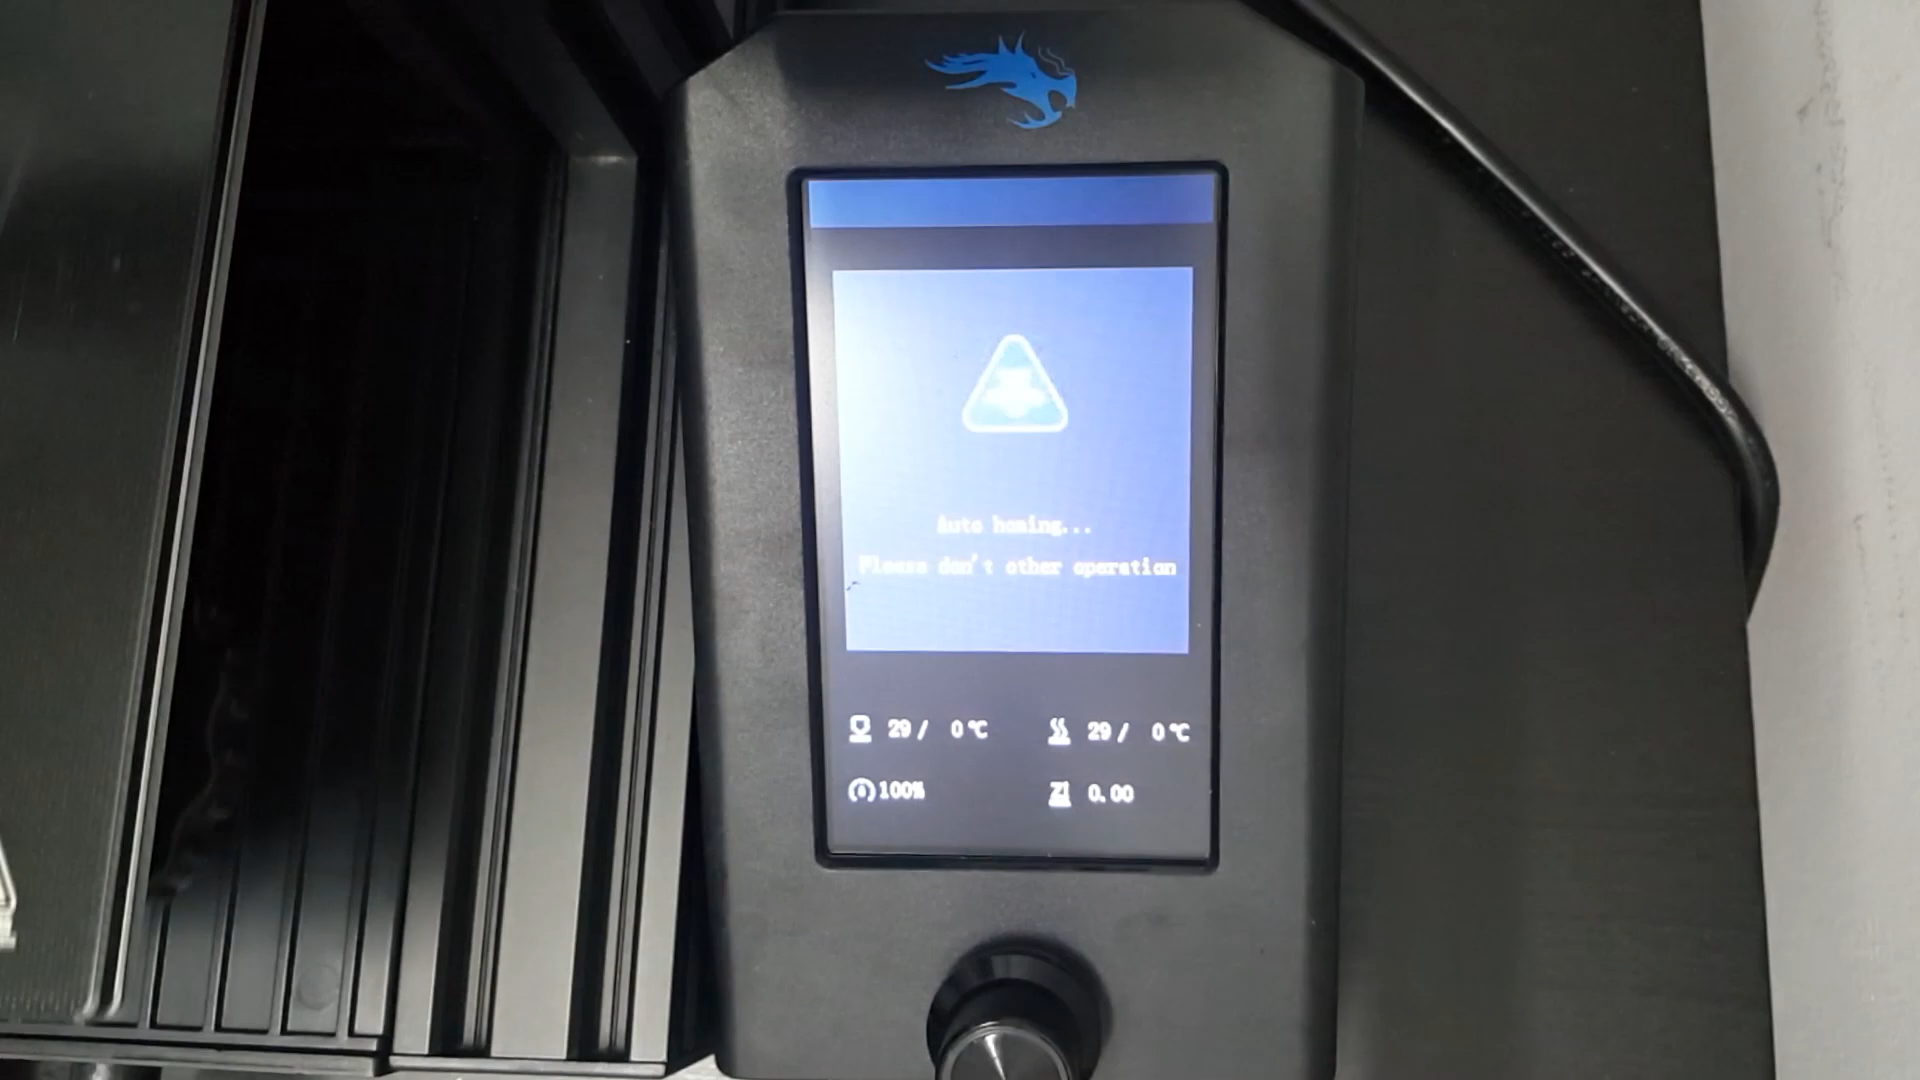 Auto homing...
Please don't other operation
29 / 0℃
29 / 0℃
100%
Z 0.00